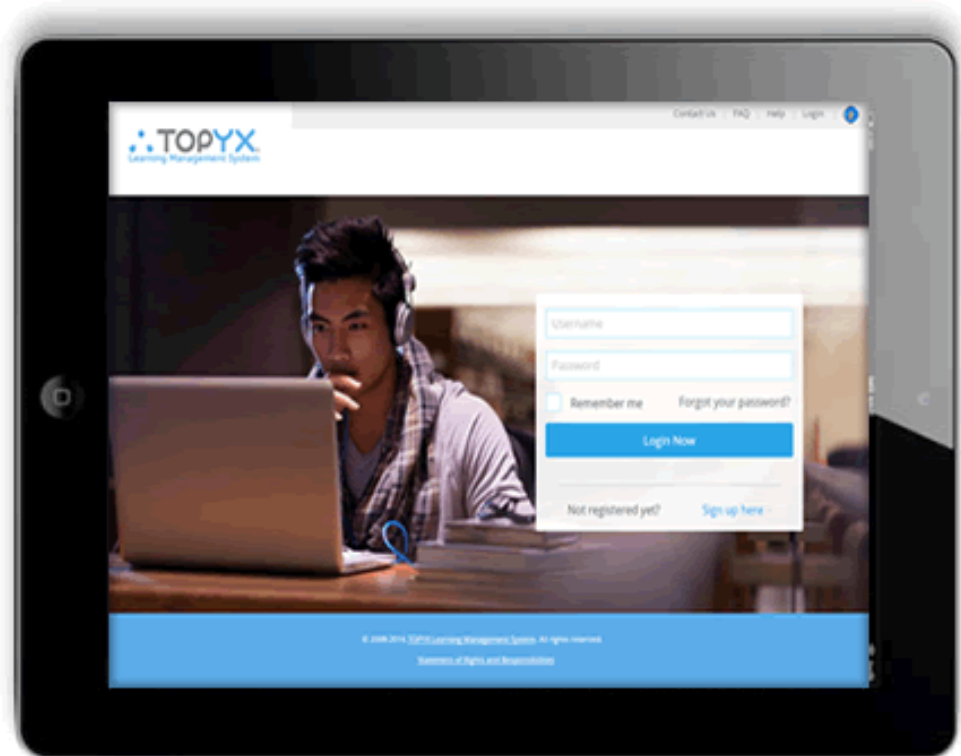 Contact Us | FAQ | Help | Login
TOPYX
Learning Management System
Username
Password
Remember me Forgot your password?
Login Now
Not registered yet? Sign up here
© 2008-2016 TOPYX Learning Management System. All rights reserved.
Statement of Rights and Responsibilities